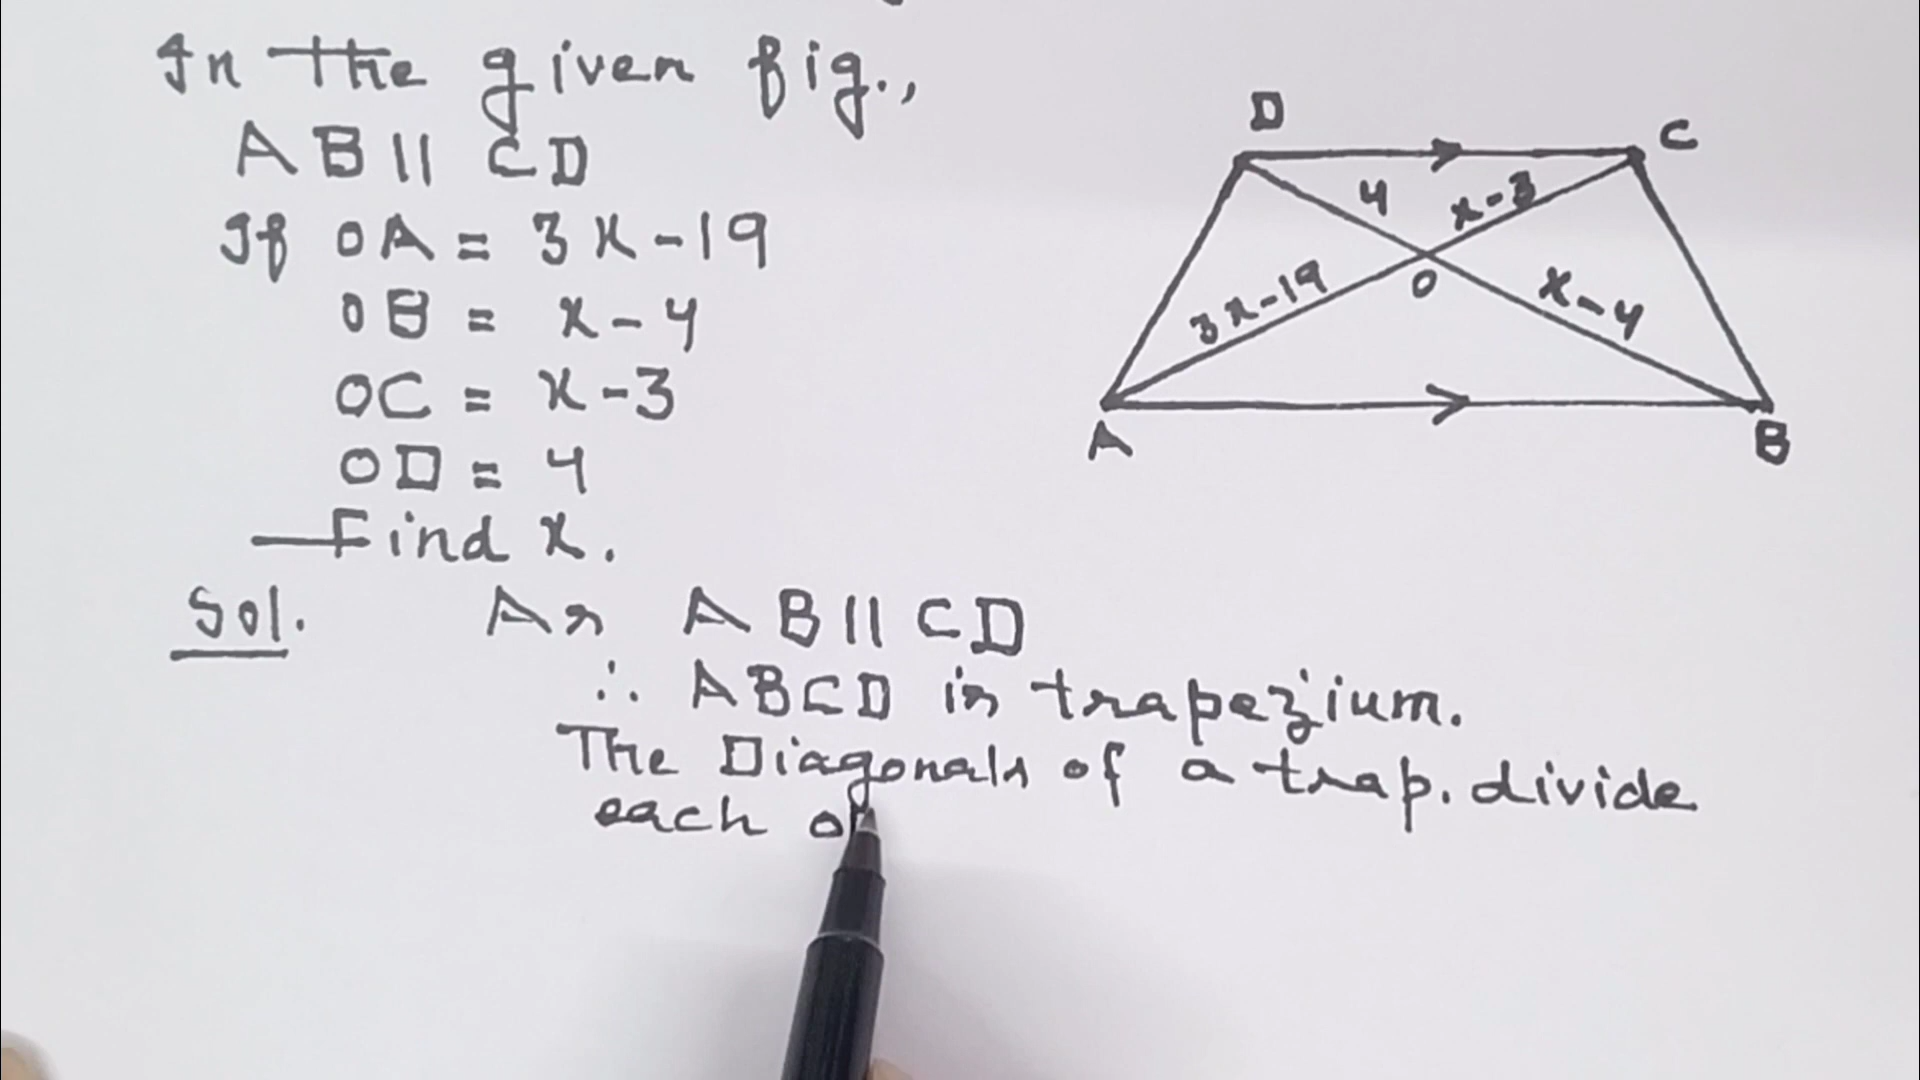 In the given fig.,
AB || CD
If OA = 3x-19
OB = x-4
OC = x-3
OD = 4
Find x.
D
C
4
x-3
3x-19
O
x-4
A
B
Sol. As AB || CD
∴ ABCD is trapezium.
The Diagonals of a trap. divide
each